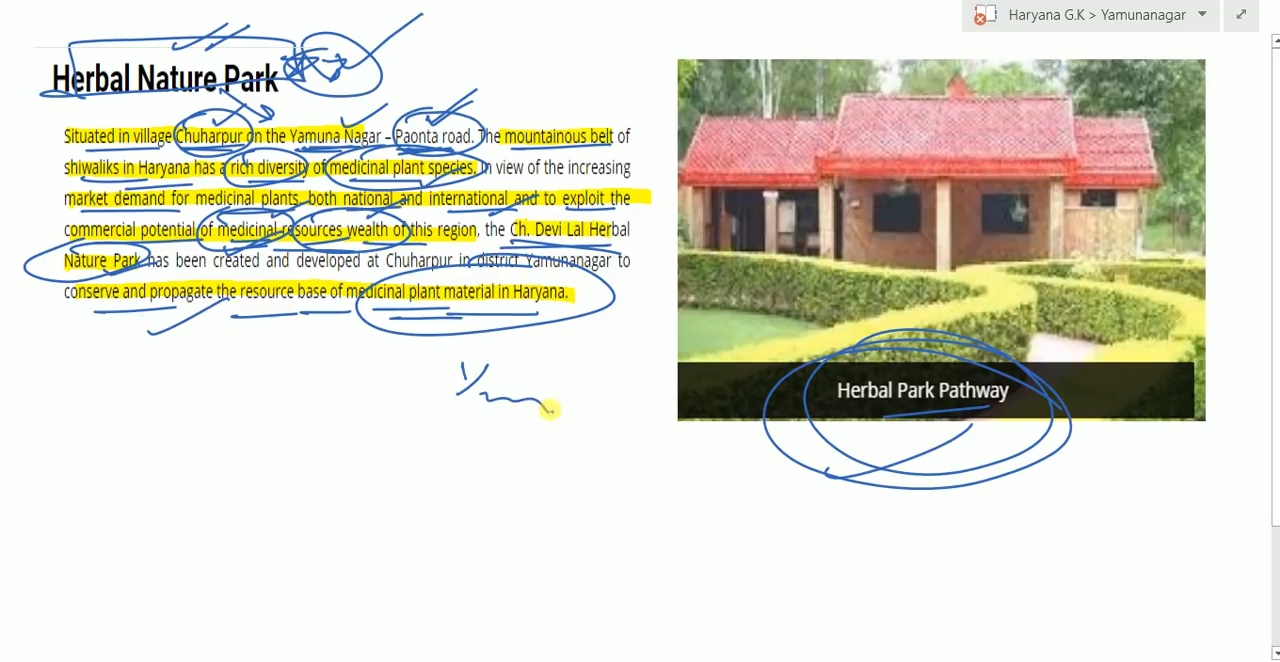 Haryana G.K > Yamunanagar
Herbal Nature Park
Situated in village Chuharpur on the Yamuna Nagar – Paonta road. The mountainous belt of
shiwaliks in Haryana has a rich diversity of medicinal plant species. In view of the increasing
market demand for medicinal plants, both national and international and to exploit the
commercial potential of medicinal resources wealth of this region, the Ch. Devi Lal Herbal
Nature Park has been created and developed at Chuharpur in district Yamunanagar to
conserve and propagate the resource base of medicinal plant material in Haryana.
Herbal Park Pathway